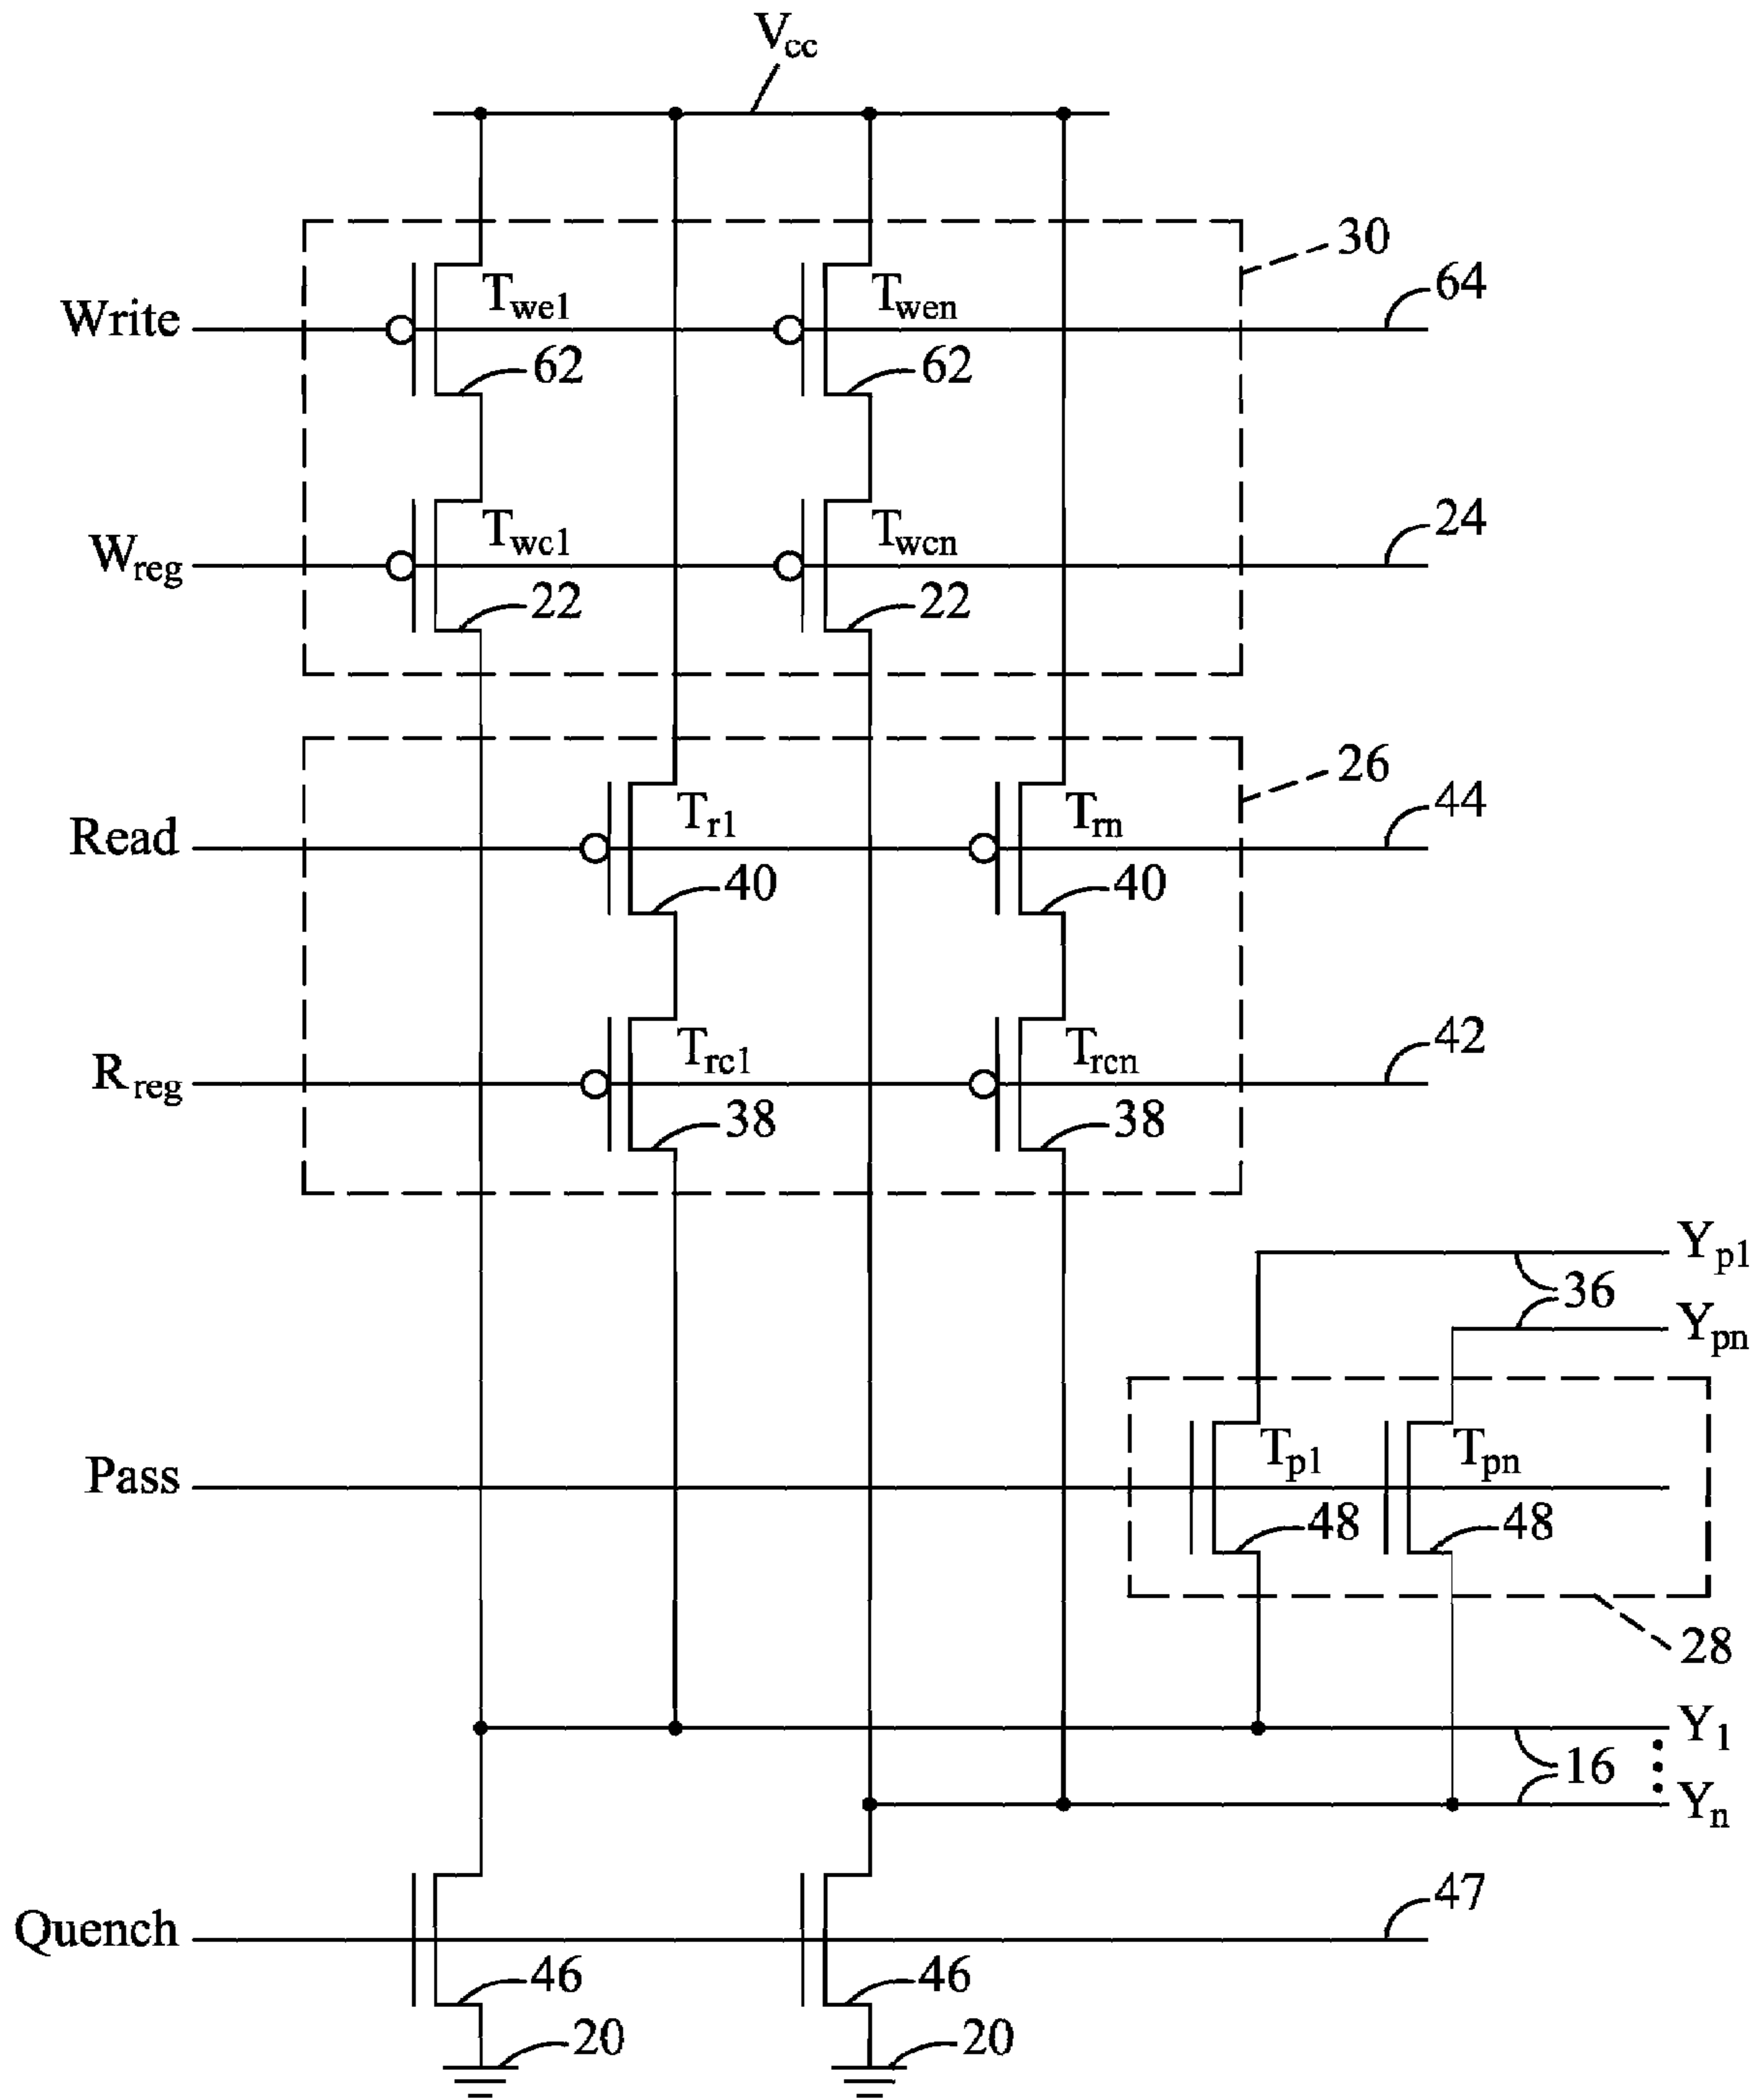 Vcc
30
Twe1 Twen
Write 64
62 62
Twc1 Twcn 24
Wreg
22 22
26
Tr1 Trn 44
Read
40 40
Trc1 Trcn 42
Rreg
38 38
Yp1
36
Ypn
Tp1 Tpn
Pass
48 48
28
Y1
16
Yn
47
Quench
46 46
20 20